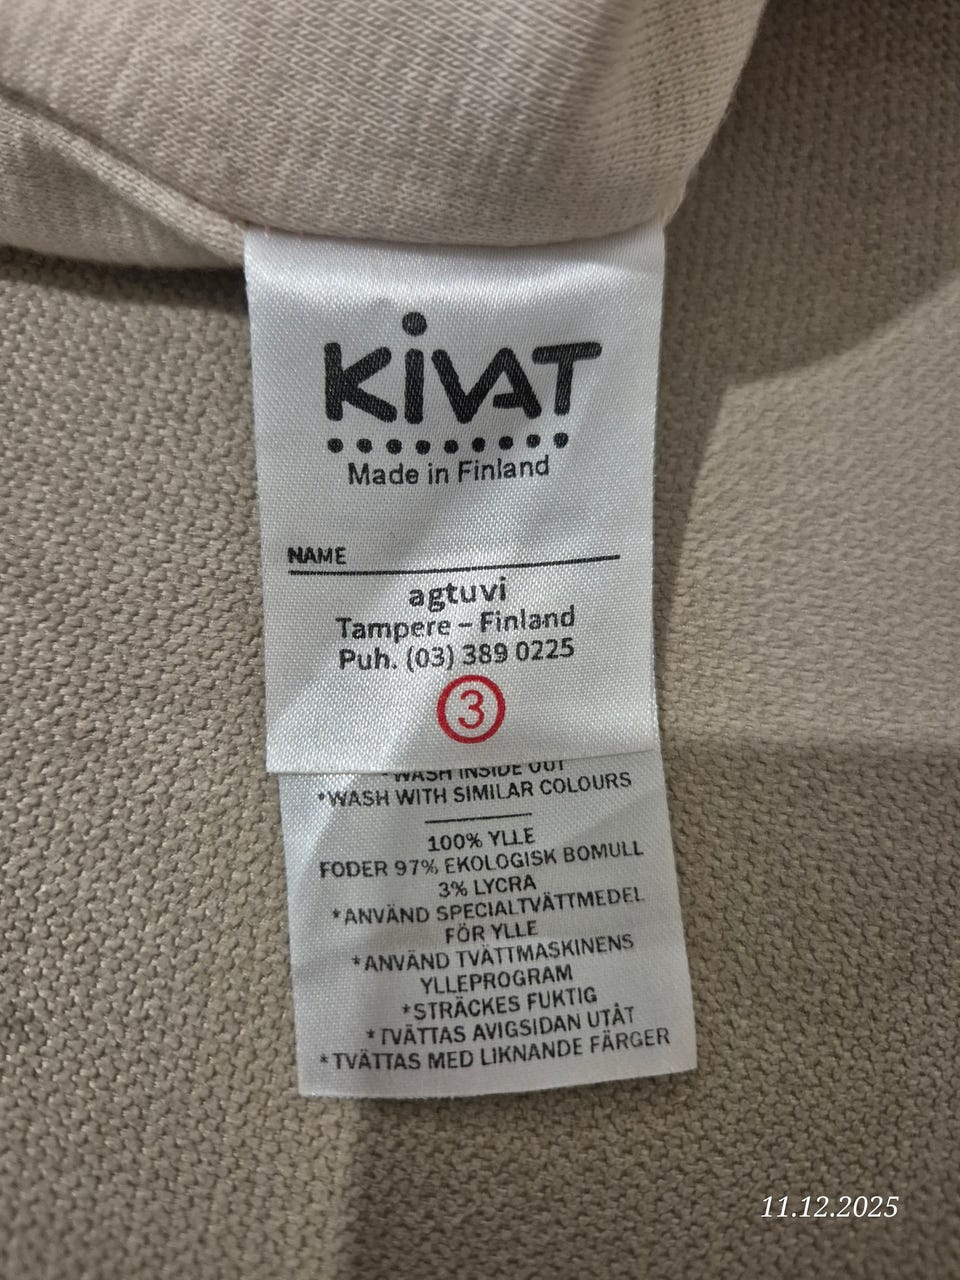 KiVAT
Made in Finland
NAME
agtuvi
Tampere – Finland
Puh. (03) 389 0225
3
*WASH INSIDE OUT
*WASH WITH SIMILAR COLOURS
100% YLLE
FODER 97% EKOLOGISK BOMULL
3% LYCRA
*ANVÄND SPECIALTVÄTTMEDEL
FÖR YLLE
*ANVÄND TVÄTTMASKINENS
YLLEPROGRAM
*STRÄCKES FUKTIG
*TVÄTTAS AVIGSIDAN UTÅT
*TVÄTTAS MED LIKNANDE FÄRGER
11.12.2025